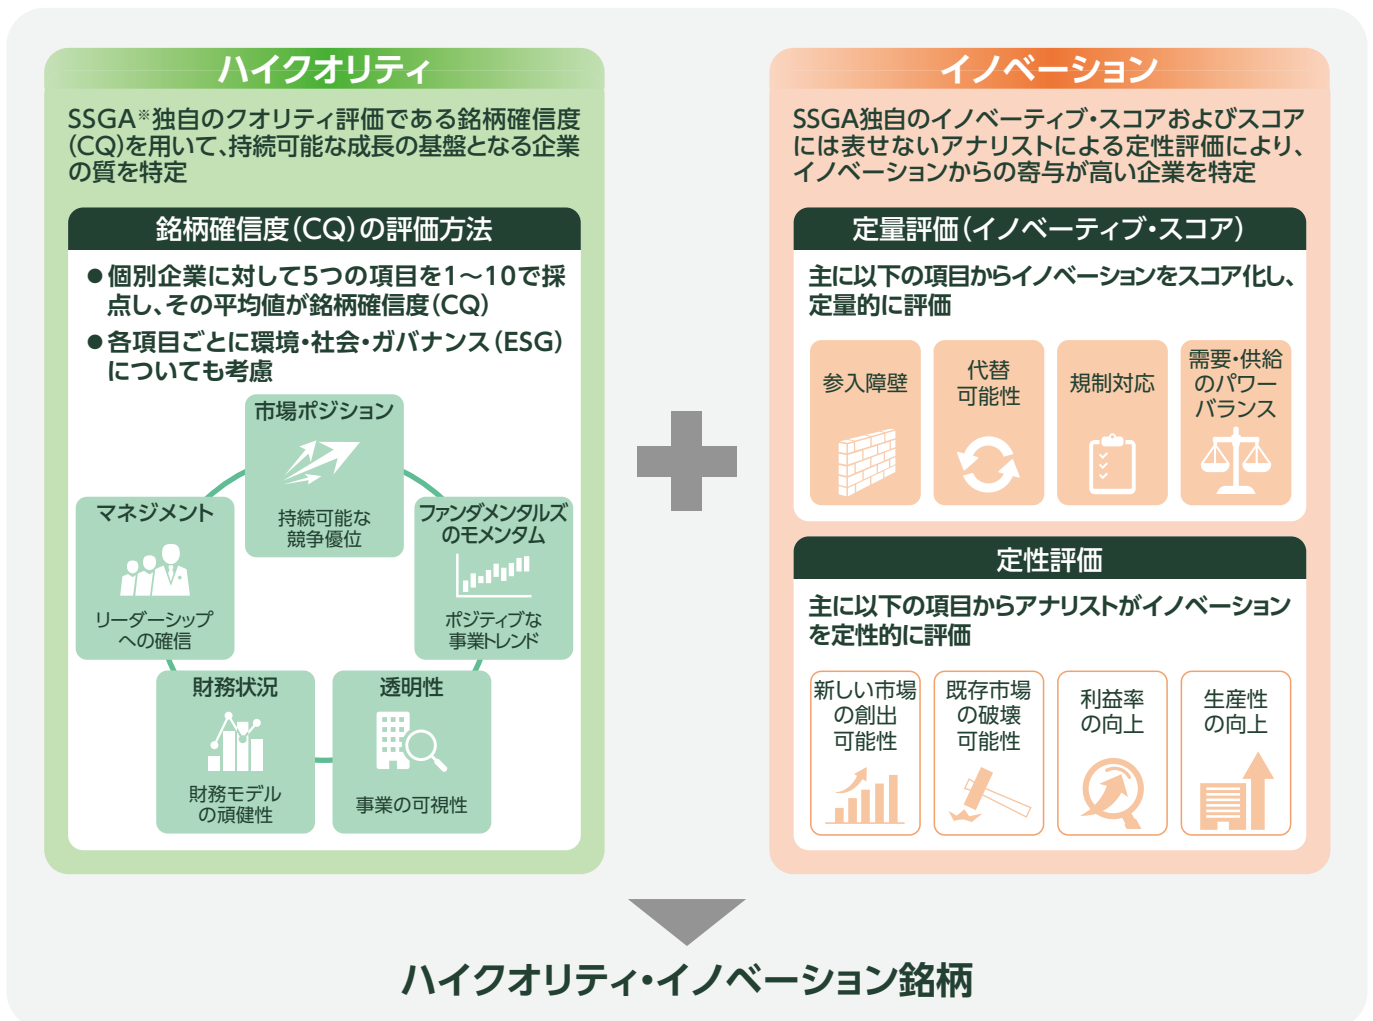 ハイクオリティ
SSGA※独自のクオリティ評価である銘柄確信度
(CQ)を用いて、持続可能な成長の基盤となる企業
の質を特定
銘柄確信度(CQ)の評価方法
●個別企業に対して5つの項目を1〜10で採
点し、その平均値が銘柄確信度(CQ)
●各項目ごとに環境・社会・ガバナンス(ESG)
についても考慮
市場ポジション
持続可能な
競争優位
マネジメント
リーダーシップ
への確信
ファンダメンタルズ
のモメンタム
ポジティブな
事業トレンド
財務状況
財務モデル
の頑健性
透明性
事業の可視性
イノベーション
SSGA独自のイノベーティブ・スコアおよびスコア
には表せないアナリストによる定性評価により、
イノベーションからの寄与が高い企業を特定
定量評価(イノベーティブ・スコア)
主に以下の項目からイノベーションをスコア化し、
定量的に評価
参入障壁
代替
可能性
規制対応
需要・供給
のパワー
バランス
定性評価
主に以下の項目からアナリストがイノベーション
を定性的に評価
新しい市場
の創出
可能性
既存市場
の破壊
可能性
利益率
の向上
生産性
の向上
ハイクオリティ・イノベーション銘柄